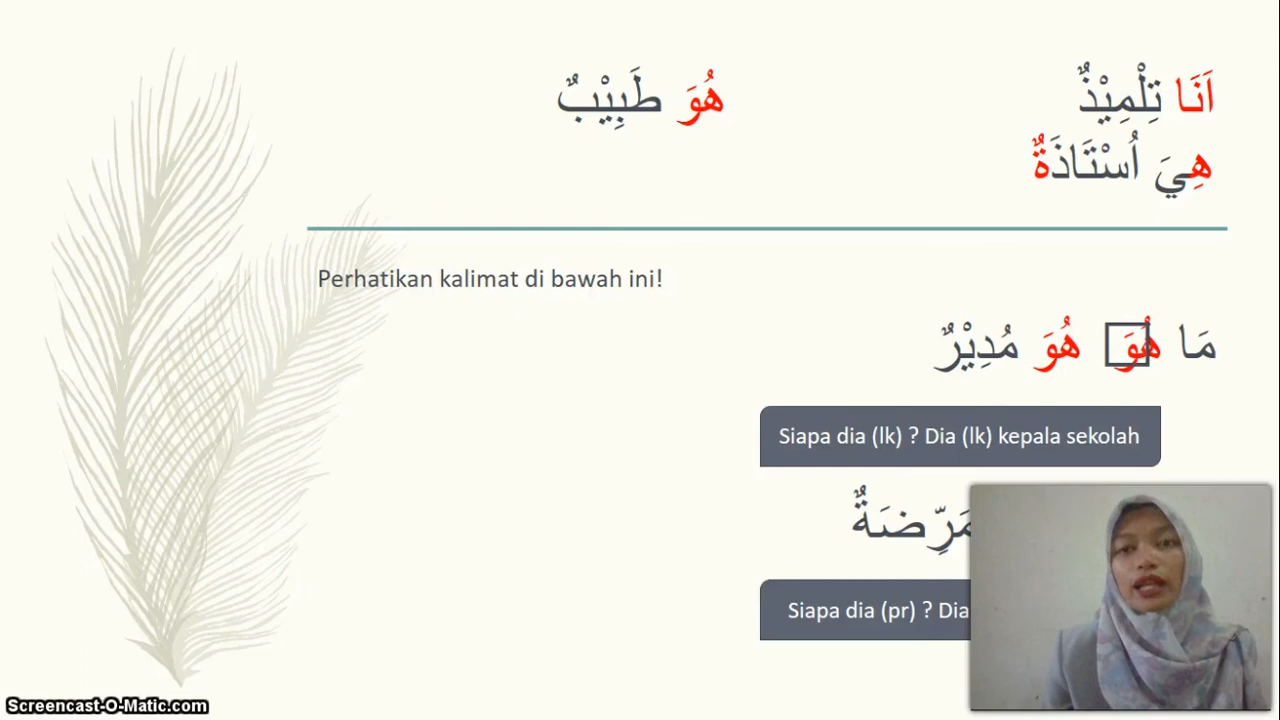 اَنَا تِلْمِيْذٌ
هُوَ طَبِيْبٌ
هِيَ اُسْتَاذَةٌ
Perhatikan kalimat di bawah ini!
مَا هُوَ هُوَ مُدِيْرٌ
Siapa dia (lk) ? Dia (lk) kepala sekolah
Siapa dia (pr) ? Dia
Screencast-O-Matic.com